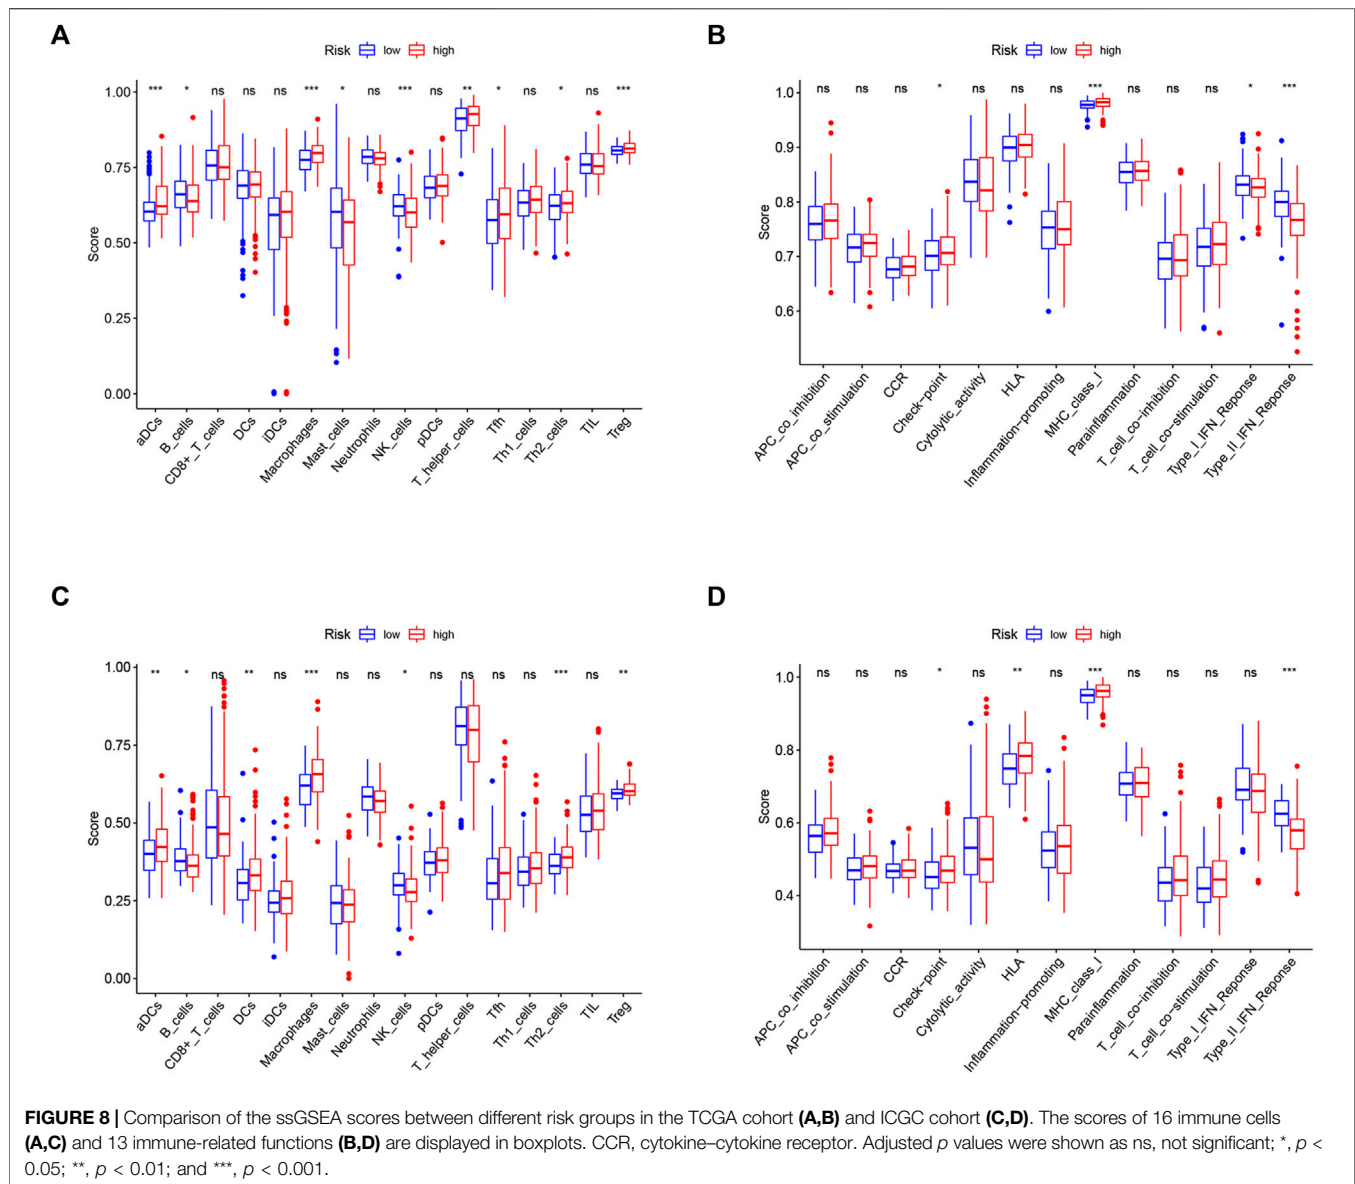 A
Risk low high
1.00
0.75
0.50
0.25
0.00
Score
*** * ns ns ns *** * ns *** ns ** * ns * ns ***
aDCs
B_cells
CD8+_T_cells
DCs
iDCs
Macrophages
Mast_cells
Neutrophils
NK_cells
pDCs
T_helper_cells
Tfh
Th1_cells
Th2_cells
TIL
Treg
B
Risk low high
1.0
0.9
0.8
0.7
0.6
Score
ns ns ns * ns ns ns *** ns ns ns * ***
APC_co_inhibition
APC_co_stimulation
CCR
Check-point
Cytolytic_activity
HLA
Inflammation-promoting
MHC_class_I
Parainflammation
T_cell_co-inhibition
T_cell_co-stimulation
Type_I_IFN_Reponse
Type_II_IFN_Reponse
C
Risk low high
1.00
0.75
0.50
0.25
0.00
Score
** * ns ** ns *** ns ns * ns ns ns ns *** ns **
aDCs
B_cells
CD8+_T_cells
DCs
iDCs
Macrophages
Mast_cells
Neutrophils
NK_cells
pDCs
T_helper_cells
Tfh
Th1_cells
Th2_cells
TIL
Treg
D
Risk low high
1.0
0.8
0.6
0.4
Score
ns ns ns * ns ** ns *** ns ns ns ns ***
APC_co_inhibition
APC_co_stimulation
CCR
Check-point
Cytolytic_activity
HLA
Inflammation-promoting
MHC_class_I
Parainflammation
T_cell_co-inhibition
T_cell_co-stimulation
Type_I_IFN_Reponse
Type_II_IFN_Reponse
FIGURE 8 | Comparison of the ssGSEA scores between different risk groups in the TCGA cohort (A,B) and ICGC cohort (C,D). The scores of 16 immune cells
(A,C) and 13 immune-related functions (B,D) are displayed in boxplots. CCR, cytokine–cytokine receptor. Adjusted p values were shown as ns, not significant; *, p <
0.05; **, p < 0.01; and ***, p < 0.001.